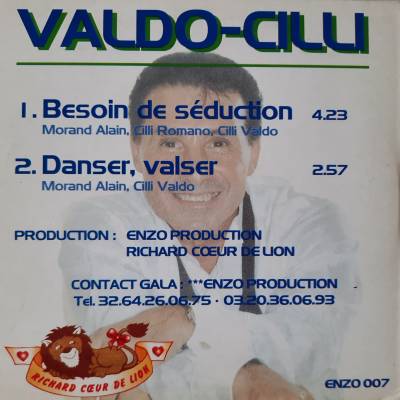 VALDO-CILLI
1. Besoin de séduction 4.23
Morand Alain, Cilli Romano, Cilli Valdo
2. Danser, valser 2.57
Morand Alain, Cilli Valdo
PRODUCTION : ENZO PRODUCTION
RICHARD CŒUR DE LION
CONTACT GALA : ***ENZO PRODUCTION
Tél. 32.64.26.06.75 · 03.20.36.06.93
RICHARD CŒUR DE LION
ENZO 007